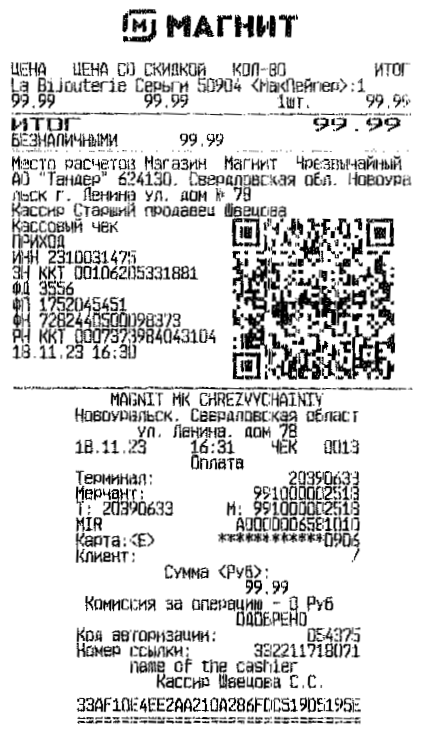 МАГНИТ
ЦЕНА ЦЕНА СО СКИДКОЙ КОЛ-ВО ИТОГ
La Bijouterie Серьги 50904 <МакПейпер>:1
99.99 99.99 1шт. 99.99
ИТОГ 99.99
БЕЗНАЛИЧНЫМИ 99.99
Место расчетов Магазин Магнит Чрезвычайный
АО "Тандер" 624130, Свердловская обл. Новоура
льск г. Ленина ул. дом № 78
Кассир Старший продавец Швецова
Кассовый чек
ПРИХОД
ИНН 2310031475
ЗН ККТ 00106205331881
ФД 3556
ФП 1752045451
ФН 7282440500098373
РН ККТ 0007373984043104
18.11.23 16:30
MAGNIT MK CHREZVYCHAINIY
Новоуральск. Свердловская област
ул. Ленина. дом 78
18.11.23 16:31 ЧЕК 0013
Оплата
Терминал: 20390633
Мерчант: 991000002513
Т: 20390633 М: 991000002513
MIR A0000006581010
Карта:<E> ************0906
Клиент: /
Сумма <Руб>:
99.99
Комиссия за операцию - 0 Руб
ОДОБРЕНО
Код авторизации: 054375
Номер ссылки: 332211718071
name of the cashier
Кассир Швецова С.С.
33AF10E4EE2AA210A286FDC519D5195E